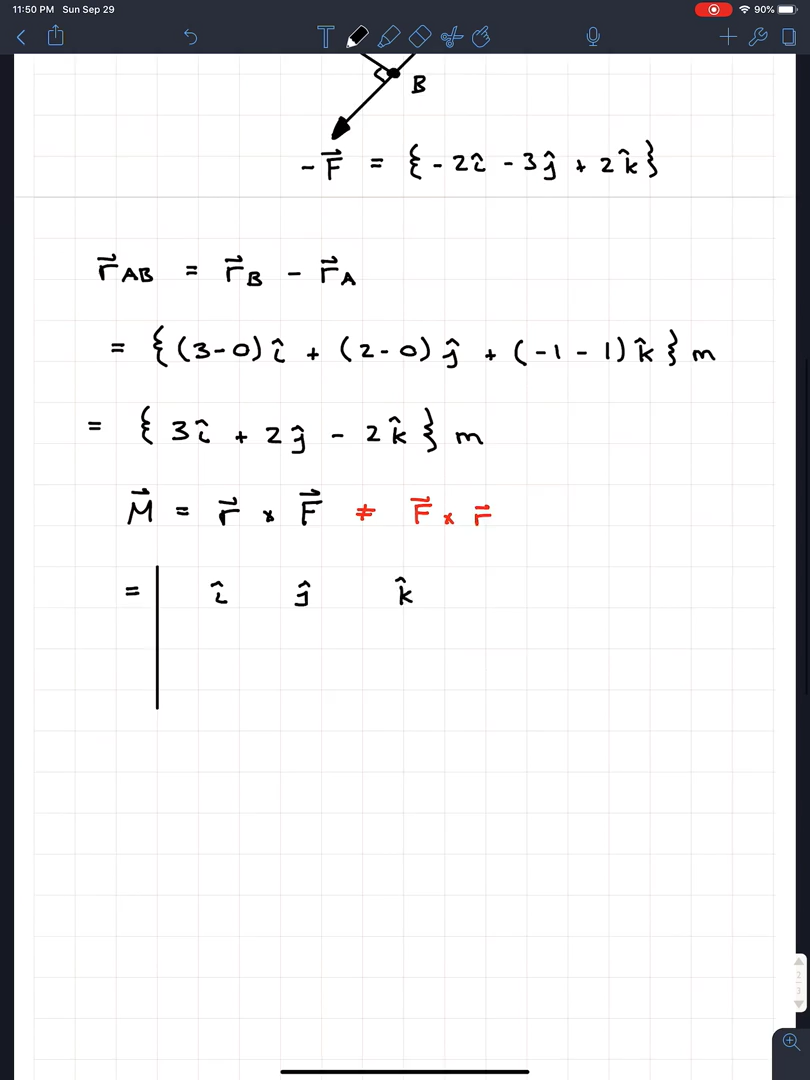 11:50 PM Sun Sep 29
90%
B
-F⃗ = {-2î - 3ĵ + 2k̂}
r⃗AB = r⃗B - r⃗A
= {(3-0)î + (2-0)ĵ + (-1-1)k̂} m
= {3î + 2ĵ - 2k̂} m
M⃗ = r⃗ × F⃗ ≠ F⃗ × r⃗
= | î ĵ k̂